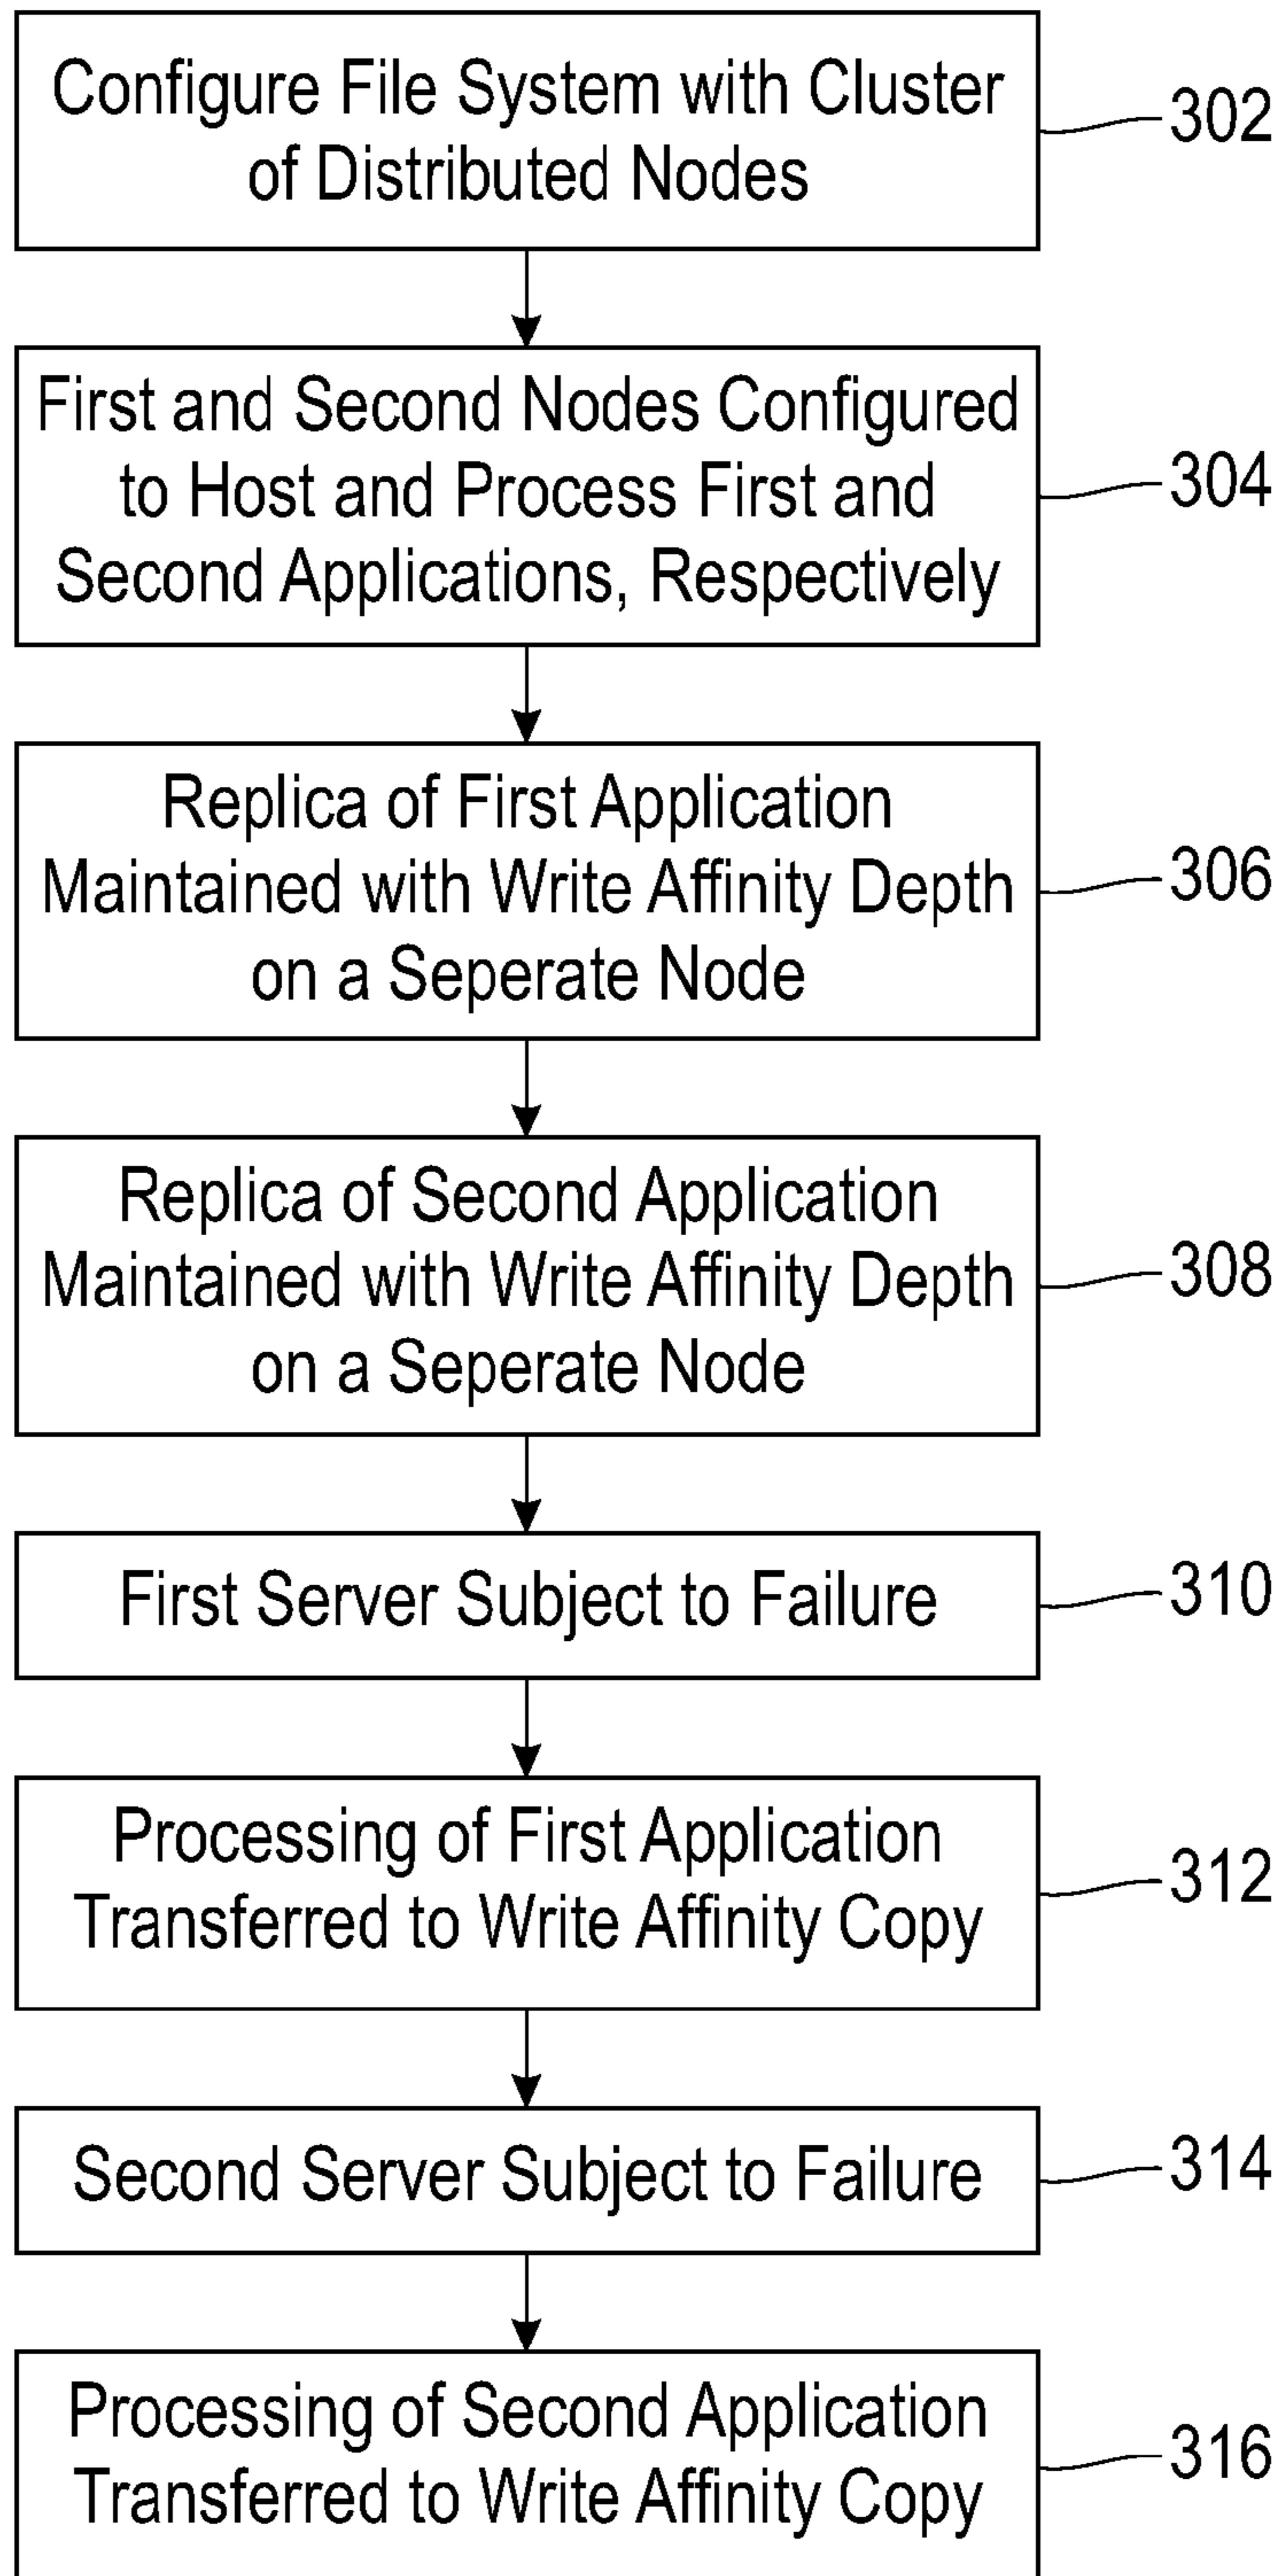 Configure File System with Cluster
of Distributed Nodes
302
First and Second Nodes Configured
to Host and Process First and
Second Applications, Respectively
304
Replica of First Application
Maintained with Write Affinity Depth
on a Seperate Node
306
Replica of Second Application
Maintained with Write Affinity Depth
on a Seperate Node
308
First Server Subject to Failure
310
Processing of First Application
Transferred to Write Affinity Copy
312
Second Server Subject to Failure
314
Processing of Second Application
Transferred to Write Affinity Copy
316